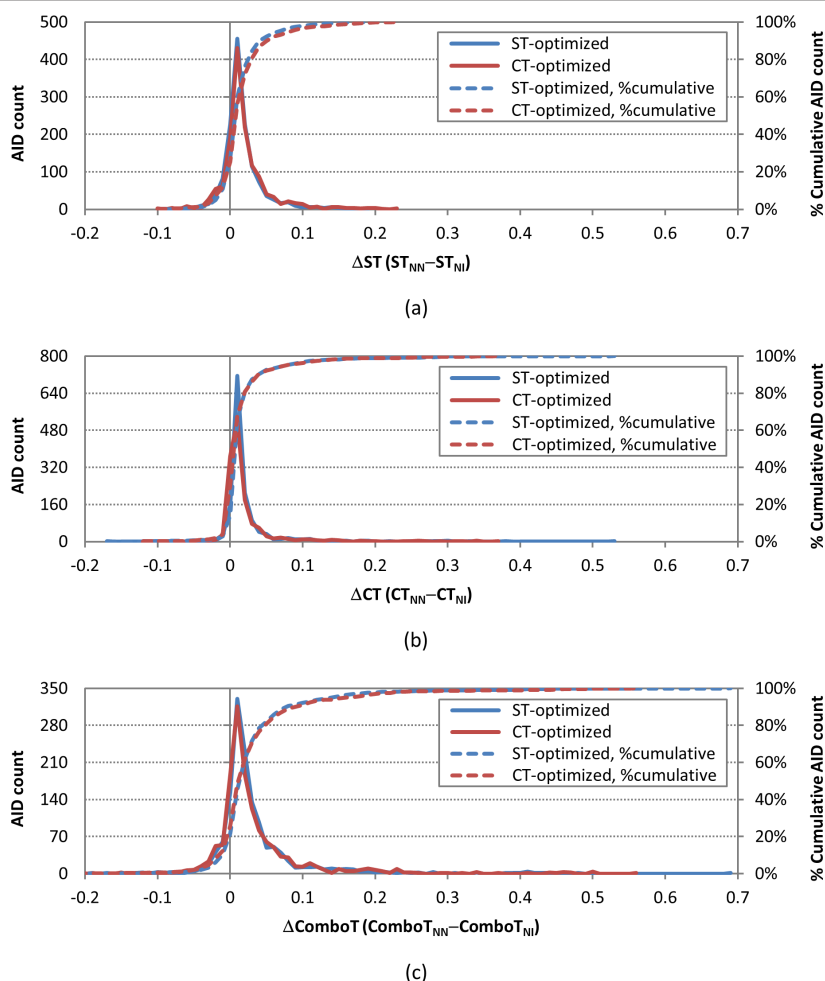 500
400
300
200
100
0
AID count
100%
80%
60%
40%
20%
0%
% Cumulative AID count
ST-optimized
CT-optimized
ST-optimized, %cumulative
CT-optimized, %cumulative
-0.2 -0.1 0 0.1 0.2 0.3 0.4 0.5 0.6 0.7
ΔST (STNN−STNI)
(a)
800
640
480
320
160
0
AID count
100%
80%
60%
40%
20%
0%
% Cumulative AID count
ST-optimized
CT-optimized
ST-optimized, %cumulative
CT-optimized, %cumulative
-0.2 -0.1 0 0.1 0.2 0.3 0.4 0.5 0.6 0.7
ΔCT (CTNN−CTNI)
(b)
350
280
210
140
70
0
AID count
100%
80%
60%
40%
20%
0%
% Cumulative AID count
ST-optimized
CT-optimized
ST-optimized, %cumulative
CT-optimized, %cumulative
-0.2 -0.1 0 0.1 0.2 0.3 0.4 0.5 0.6 0.7
ΔComboT (ComboTNN−ComboTNI)
(c)